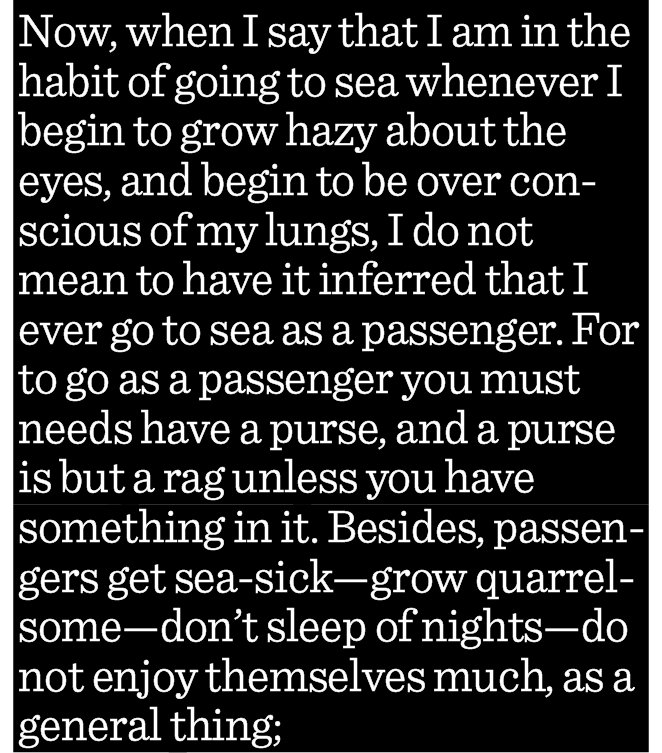 Now, when I say that I am in the
habit of going to sea whenever I
begin to grow hazy about the
eyes, and begin to be over con-
scious of my lungs, I do not
mean to have it inferred that I
ever go to sea as a passenger. For
to go as a passenger you must
needs have a purse, and a purse
is but a rag unless you have
something in it. Besides, passen-
gers get sea-sick—grow quarrel-
some—don’t sleep of nights—do
not enjoy themselves much, as a
general thing;